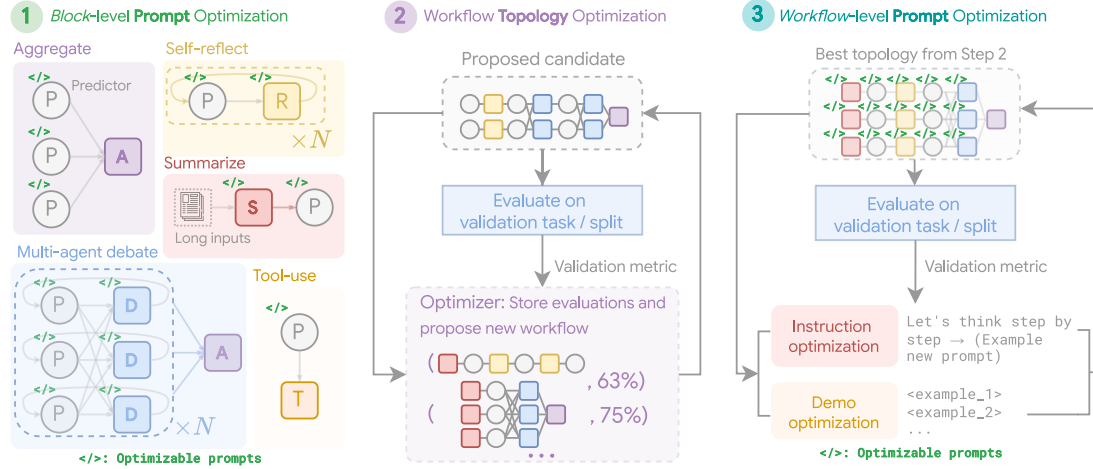 1 Block-level Prompt Optimization
Aggregate
Self-reflect
</>
P
Predictor
</>
P
</>
P
A
</>
P
</>
R
×N
Summarize
Long inputs
</>
S
</>
P
Multi-agent debate
</>
P
</>
D
</>
P
</>
D
</>
P
</>
D
A
×N
Tool-use
</>
P
T
</>: Optimizable prompts
2 Workflow Topology Optimization
Proposed candidate
Evaluate on
validation task / split
Validation metric
Optimizer: Store evaluations and
propose new workflow
( , 63%)
( , 75%)
...
3 Workflow-level Prompt Optimization
Best topology from Step 2
</> </> </> </> </>
</> </> </> </> </>
</> </> </> </> </>
Evaluate on
validation task / split
Validation metric
Instruction
optimization
Let's think step by
step → (Example
new prompt)
Demo
optimization
<example_1>
<example_2>
...
</>: Optimizable prompts